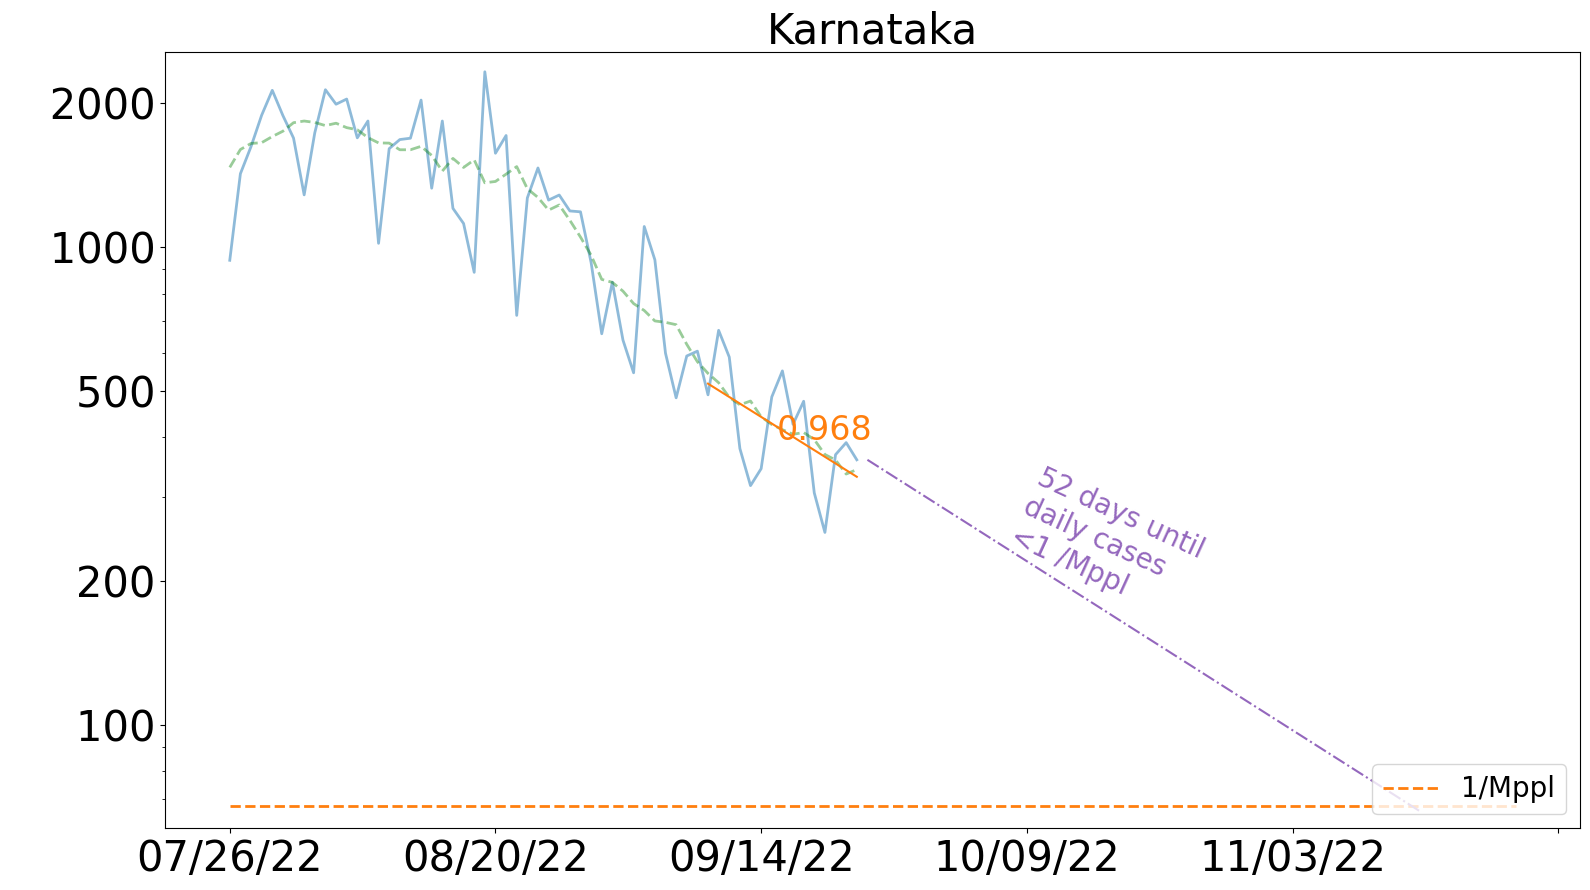 Karnataka
2000
1000
500
200
100
0.968
52 days until
daily cases
<1 /Mppl
1/Mppl
07/26/22
08/20/22
09/14/22
10/09/22
11/03/22